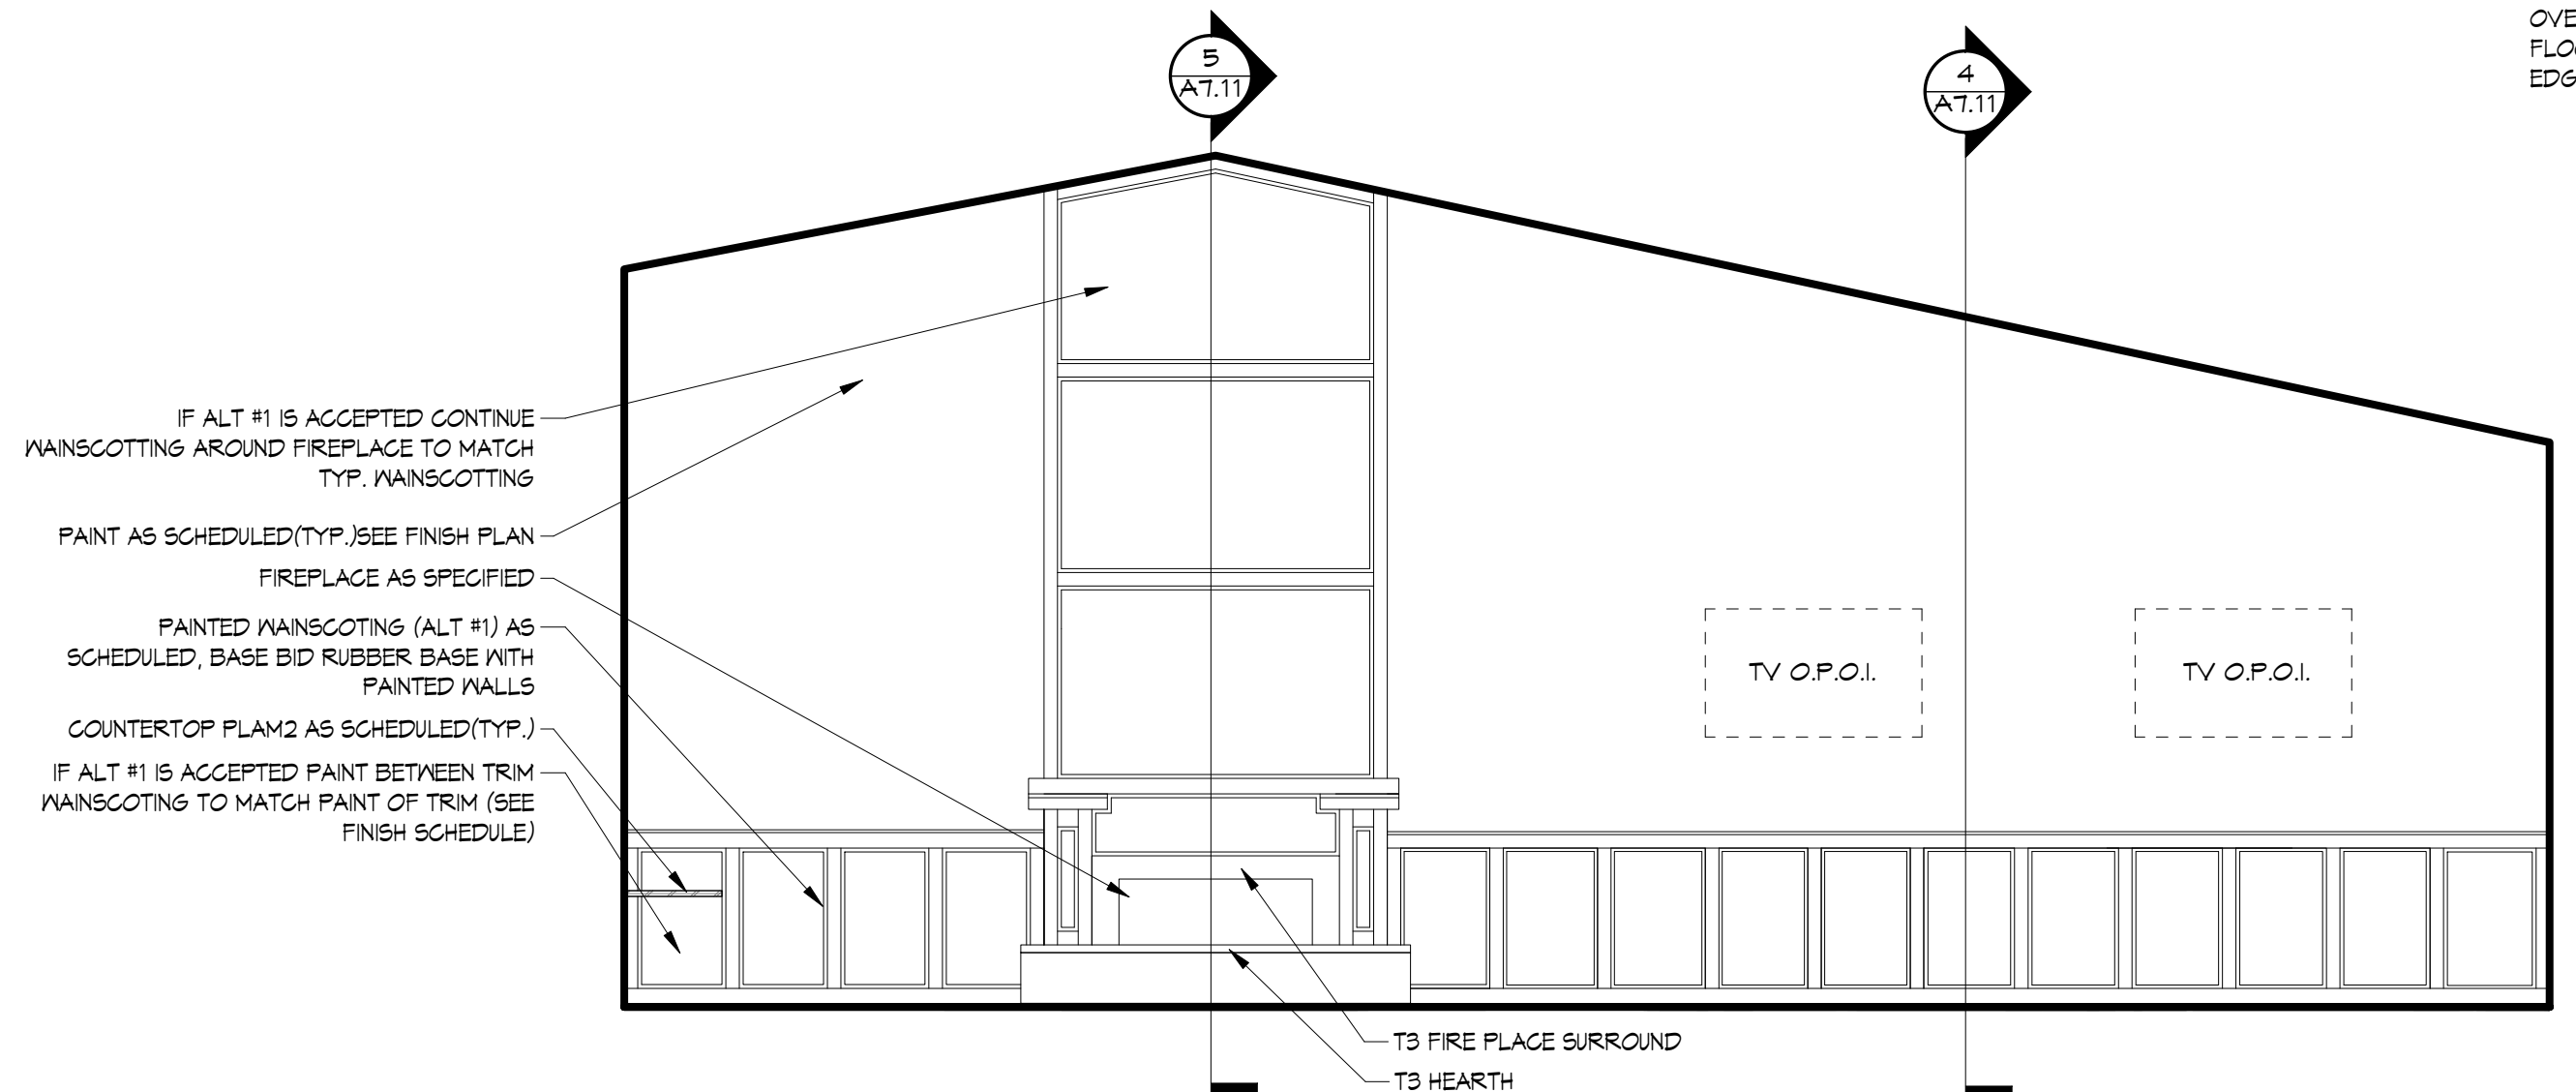 5
A7.11
4
A7.11
IF ALT #1 IS ACCEPTED CONTINUE
WAINSCOTTING AROUND FIREPLACE TO MATCH
TYP. WAINSCOTTING
PAINT AS SCHEDULED(TYP.)SEE FINISH PLAN
FIREPLACE AS SPECIFIED
PAINTED WAINSCOTING (ALT #1) AS
SCHEDULED, BASE BID RUBBER BASE WITH
PAINTED WALLS
COUNTERTOP PLAM2 AS SCHEDULED(TYP.)
IF ALT #1 IS ACCEPTED PAINT BETWEEN TRIM
WAINSCOTING TO MATCH PAINT OF TRIM (SEE
FINISH SCHEDULE)
TV O.P.O.I.
TV O.P.O.I.
T3 FIRE PLACE SURROUND
T3 HEARTH